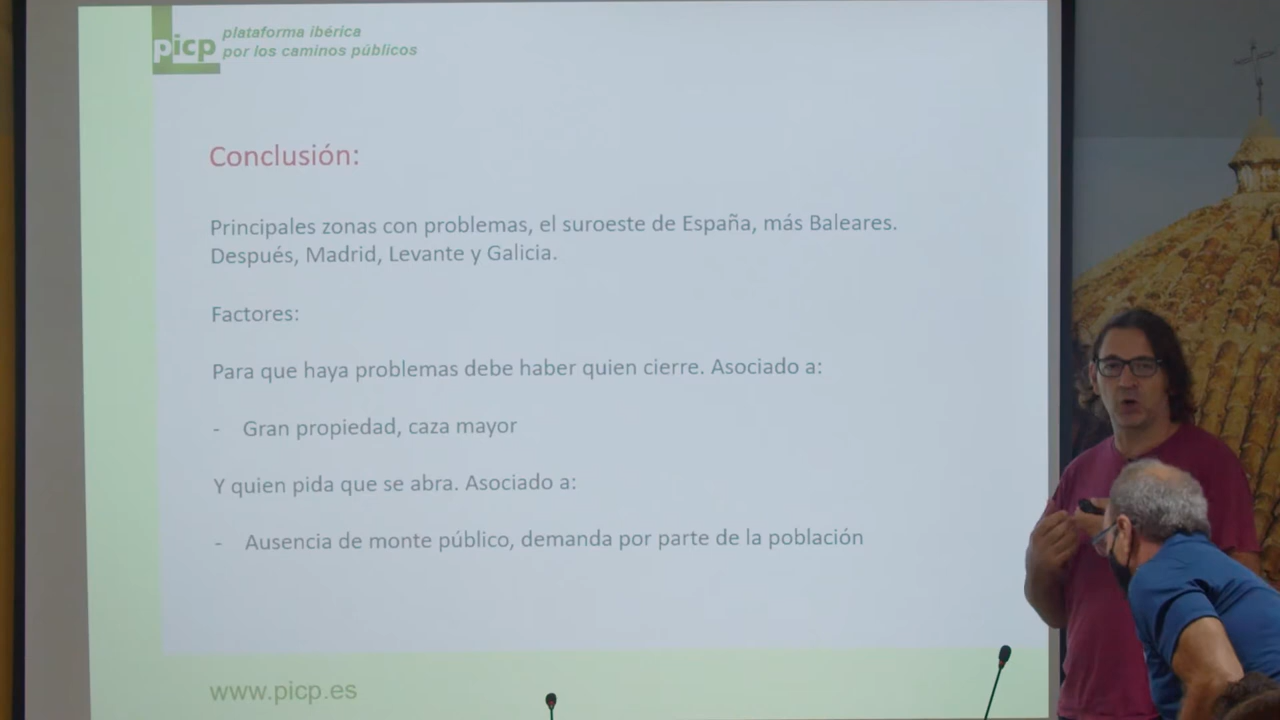 picp
plataforma ibérica
por los caminos públicos
Conclusión:
Principales zonas con problemas, el suroeste de España, más Baleares.
Después, Madrid, Levante y Galicia.
Factores:
Para que haya problemas debe haber quien cierre. Asociado a:
- Gran propiedad, caza mayor
Y quien pida que se abra. Asociado a:
- Ausencia de monte público, demanda por parte de la población
www.picp.es